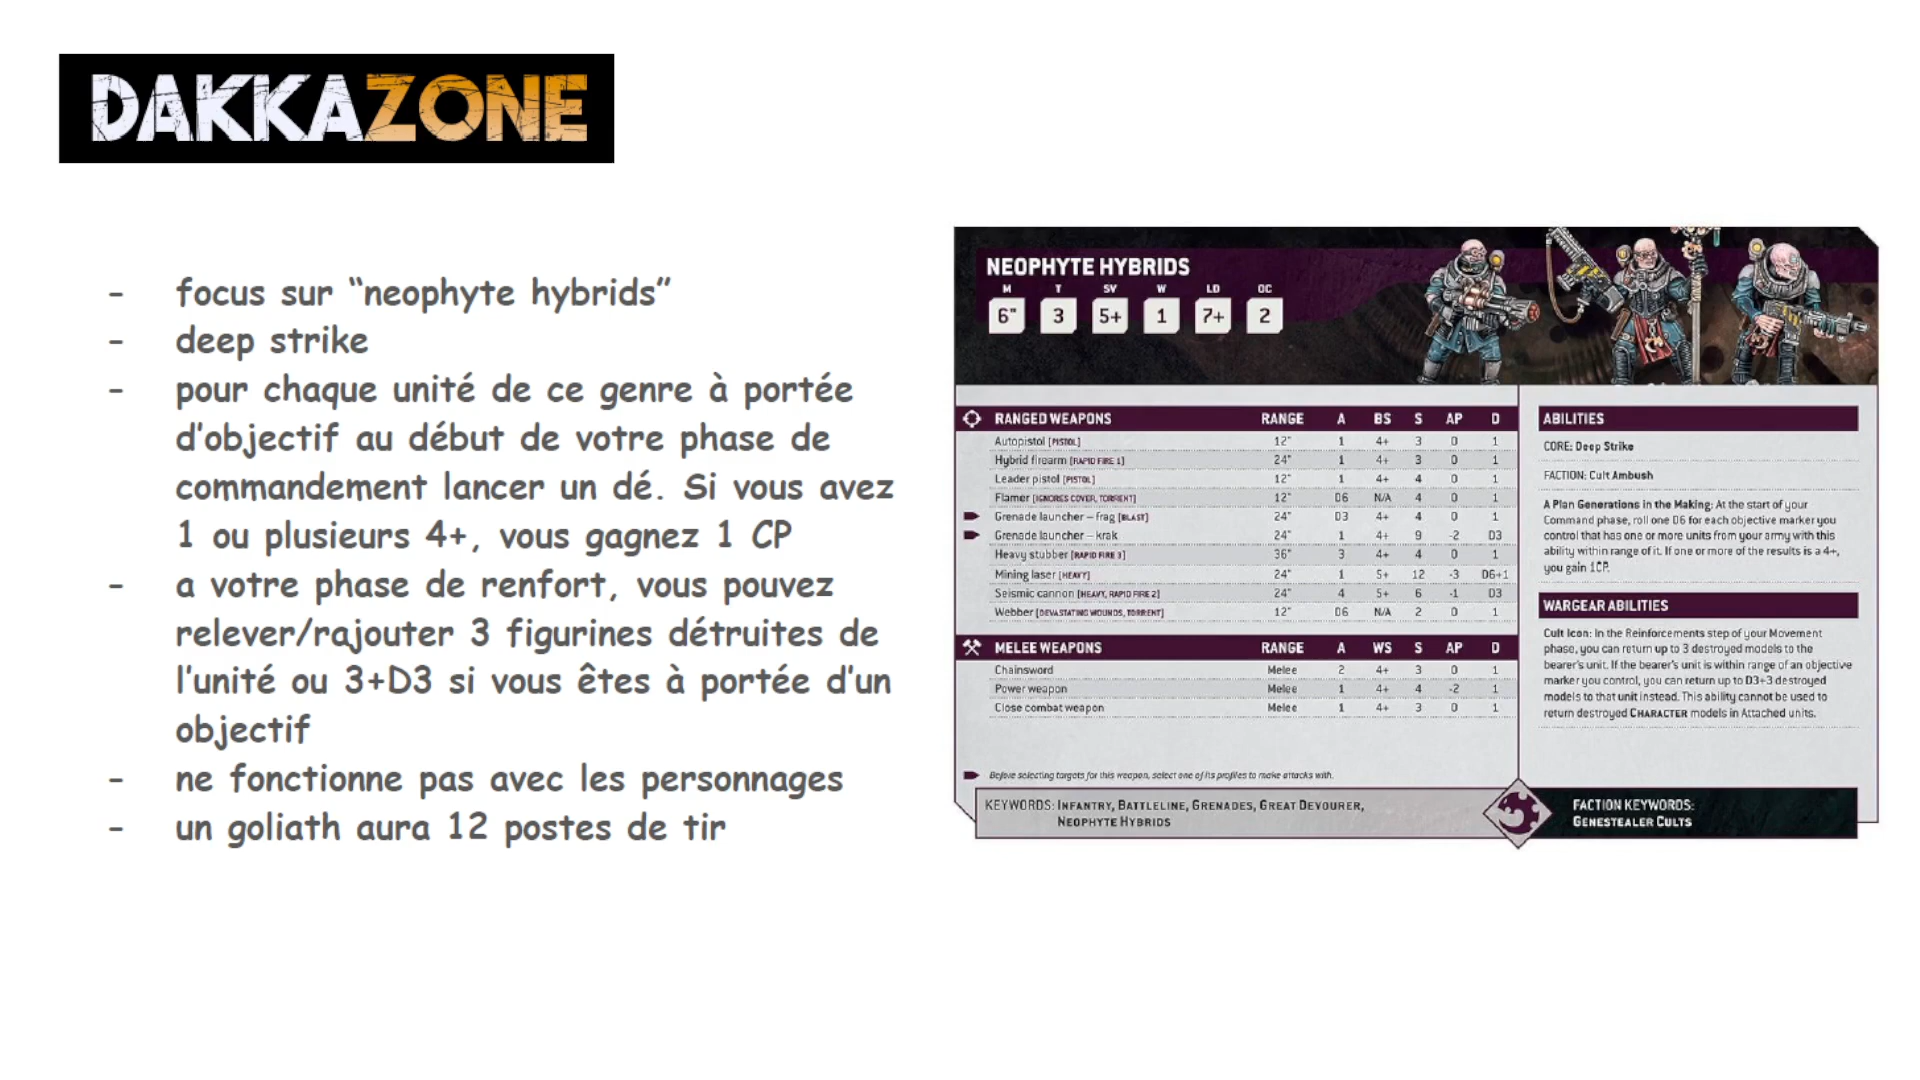 DAKKAZONE
- focus sur “neophyte hybrids”
- deep strike
- pour chaque unité de ce genre à portée
d’objectif au début de votre phase de
commandement lancer un dé. Si vous avez
1 ou plusieurs 4+, vous gagnez 1 CP
- a votre phase de renfort, vous pouvez
relever/rajouter 3 figurines détruites de
l’unité ou 3+D3 si vous êtes à portée d’un
objectif
- ne fonctionne pas avec les personnages
- un goliath aura 12 postes de tir
NEOPHYTE HYBRIDS
M T SV W LD OC
6" 3 5+ 1 7+ 2
RANGED WEAPONS RANGE A BS S AP D
Autopistol [PISTOL] 12" 1 4+ 3 0 1
Hybrid firearm [RAPID FIRE 1] 24" 1 4+ 3 0 1
Leader pistol [PISTOL] 12" 1 4+ 4 0 1
Flamer [IGNORES COVER, TORRENT] 12" D6 N/A 4 0 1
Grenade launcher – frag [BLAST] 24" D3 4+ 4 0 1
Grenade launcher – krak 24" 1 4+ 9 -2 D3
Heavy stubber [RAPID FIRE 3] 36" 3 4+ 4 0 1
Mining laser [HEAVY] 24" 1 5+ 12 -3 D6+1
Seismic cannon [HEAVY, RAPID FIRE 2] 24" 4 5+ 6 -1 D3
Webber [DEVASTATING WOUNDS, TORRENT] 12" D6 N/A 2 0 1
MELEE WEAPONS RANGE A WS S AP D
Chainsword Melee 2 4+ 3 0 1
Power weapon Melee 1 4+ 4 -2 1
Close combat weapon Melee 1 4+ 3 0 1
Before selecting targets for this weapon, select one of its profiles to make attacks with.
KEYWORDS: INFANTRY, BATTLELINE, GRENADES, GREAT DEVOURER,
NEOPHYTE HYBRIDS
ABILITIES
CORE: Deep Strike
FACTION: Cult Ambush
A Plan Generations in the Making: At the start of your
Command phase, roll one D6 for each objective marker you
control that has one or more units from your army with this
ability within range of it. If one or more of the results is a 4+,
you gain 1CP.
WARGEAR ABILITIES
Cult Icon: In the Reinforcements step of your Movement
phase, you can return up to 3 destroyed models to the
bearer's unit. If the bearer's unit is within range of an objective
marker you control, you can return up to D3+3 destroyed
models to that unit instead. This ability cannot be used to
return destroyed CHARACTER models in Attached units.
FACTION KEYWORDS:
GENESTEALER CULTS